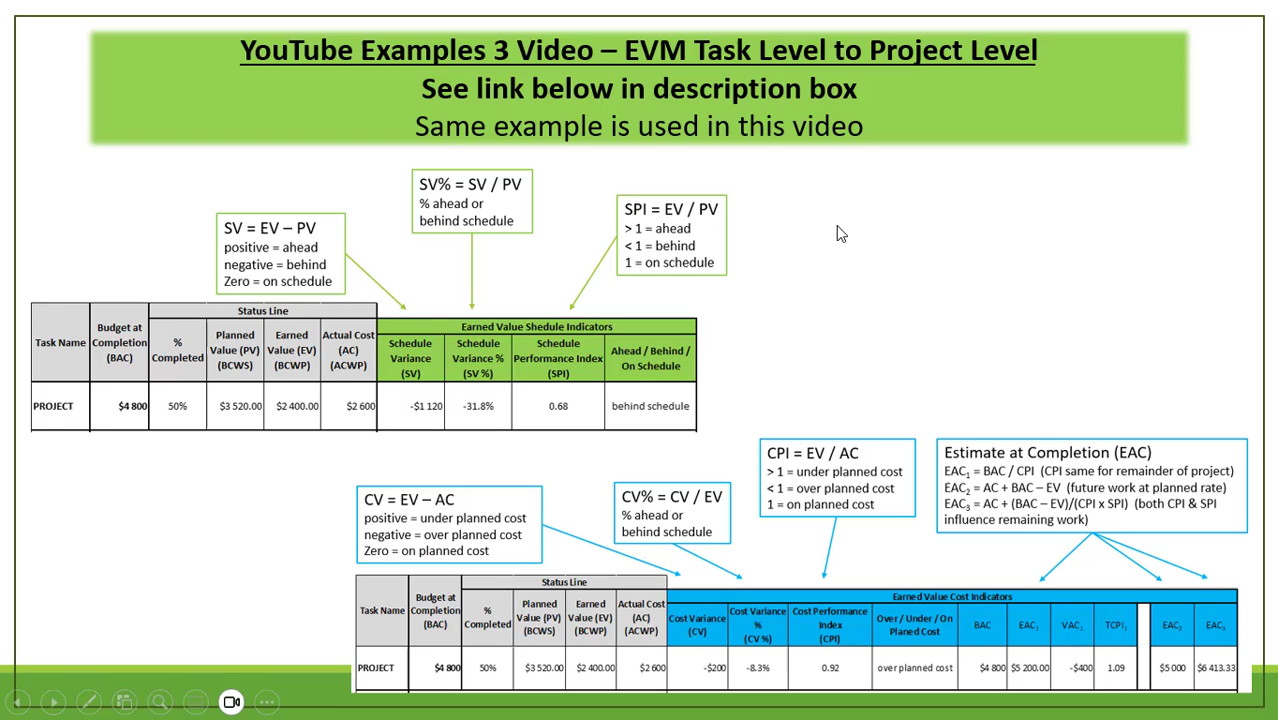 YouTube Examples 3 Video – EVM Task Level to Project Level
See link below in description box
Same example is used in this video
SV% = SV / PV
% ahead or
behind schedule
SV = EV – PV
positive = ahead
negative = behind
Zero = on schedule
SPI = EV / PV
> 1 = ahead
< 1 = behind
1 = on schedule
Status Line
Earned Value Shedule Indicators
Task Name
Budget at
Completion
(BAC)
%
Completed
Planned
Value (PV)
(BCWS)
Earned
Value (EV)
(BCWP)
Actual Cost
(AC)
(ACWP)
Schedule
Variance
(SV)
Schedule
Variance %
(SV %)
Schedule
Performance Index
(SPI)
Ahead / Behind /
On Schedule
PROJECT $4 800 50% $3 520.00 $2 400.00 $2 600 -$1 120 -31.8% 0.68 behind schedule
CV = EV – AC
positive = under planned cost
negative = over planned cost
Zero = on planned cost
CV% = CV / EV
% ahead or
behind schedule
CPI = EV / AC
> 1 = under planned cost
< 1 = over planned cost
1 = on planned cost
Estimate at Completion (EAC)
EAC₁ = BAC / CPI (CPI same for remainder of project)
EAC₂ = AC + BAC – EV (future work at planned rate)
EAC₃ = AC + (BAC – EV)/(CPI x SPI) (both CPI & SPI
influence remaining work)
Status Line
Earned Value Cost Indicators
Task Name
Budget at
Completion
(BAC)
%
Completed
Planned
Value (PV)
(BCWS)
Earned
Value (EV)
(BCWP)
Actual Cost
(AC)
(ACWP)
Cost Variance
(CV)
Cost Variance
%
(CV %)
Cost Performance
Index
(CPI)
Over / Under / On
Planed Cost
BAC
EAC₁
VAC₁
TCPI₁
EAC₂
EAC₃
PROJECT $4 800 50% $3 520.00 $2 400.00 $2 600 -$200 -8.3% 0.92 over planned cost $4 800 $5 200.00 -$400 1.09 $5 000 $6 413.33